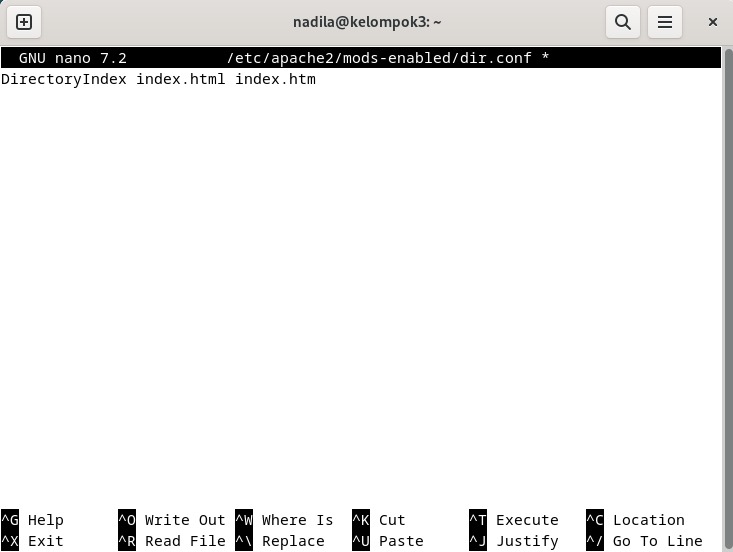 nadila@kelompok3: ~
GNU nano 7.2 /etc/apache2/mods-enabled/dir.conf *
DirectoryIndex index.html index.htm
^G Help ^O Write Out ^W Where Is ^K Cut ^T Execute ^C Location
^X Exit ^R Read File ^\ Replace ^U Paste ^J Justify ^/ Go To Line